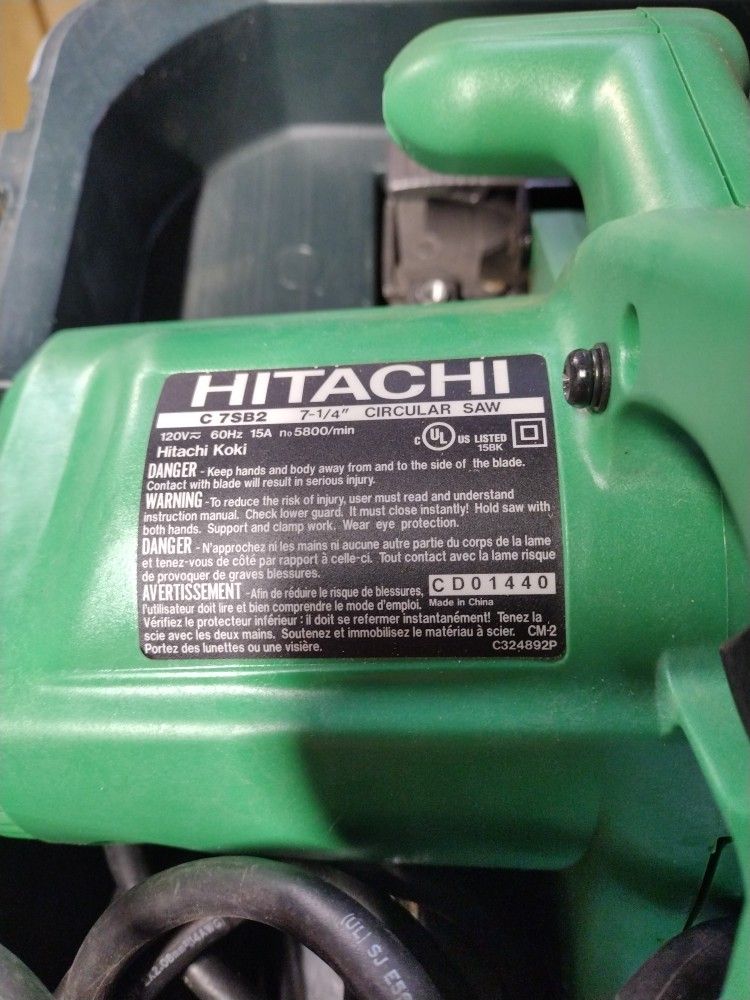 HITACHI
C 7SB2 7-1/4" CIRCULAR SAW
120V⎓ 60Hz 15A no5800/min
Hitachi Koki
C UL US LISTED
15BK
DANGER - Keep hands and body away from and to the side of the blade.
Contact with blade will result in serious injury.
WARNING -To reduce the risk of injury, user must read and understand
instruction manual. Check lower guard. It must close instantly! Hold saw with
both hands. Support and clamp work. Wear eye protection.
DANGER - N'approchez ni les mains ni aucune autre partie du corps de la lame
et tenez-vous de côté par rapport à celle-ci. Tout contact avec la lame risque
de provoquer de graves blessures.
AVERTISSEMENT -Afin de réduire le risque de blessures,
l'utilisateur doit lire et bien comprendre le mode d'emploi.
CD01440
Made in China
Vérifiez le protecteur inférieur : il doit se refermer instantanément! Tenez la
scie avec les deux mains. Soutenez et immobilisez le matériau à scier. CM-2
Portez des lunettes ou une visière. C324892P
(UL) SJ E5